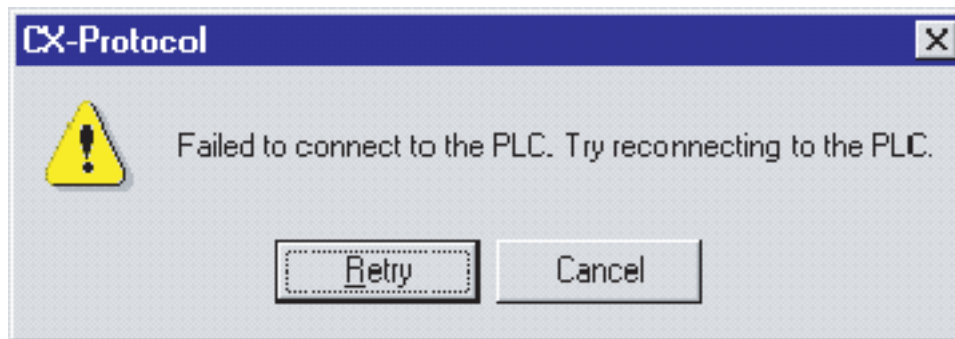 CX-Protocol
Failed to connect to the PLC. Try reconnecting to the PLC.
Retry
Cancel